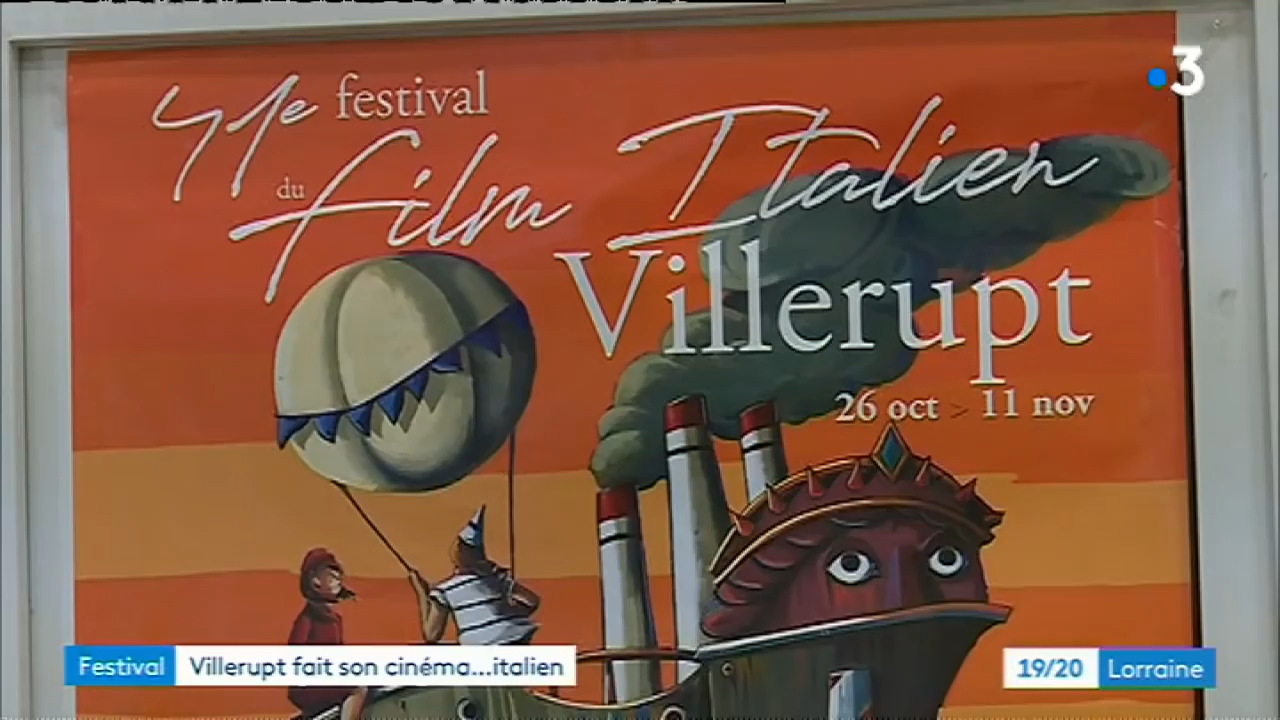 3
41e festival
du film Italien
Villerupt
26 oct > 11 nov
Festival Villerupt fait son cinéma...italien
19/20 Lorraine